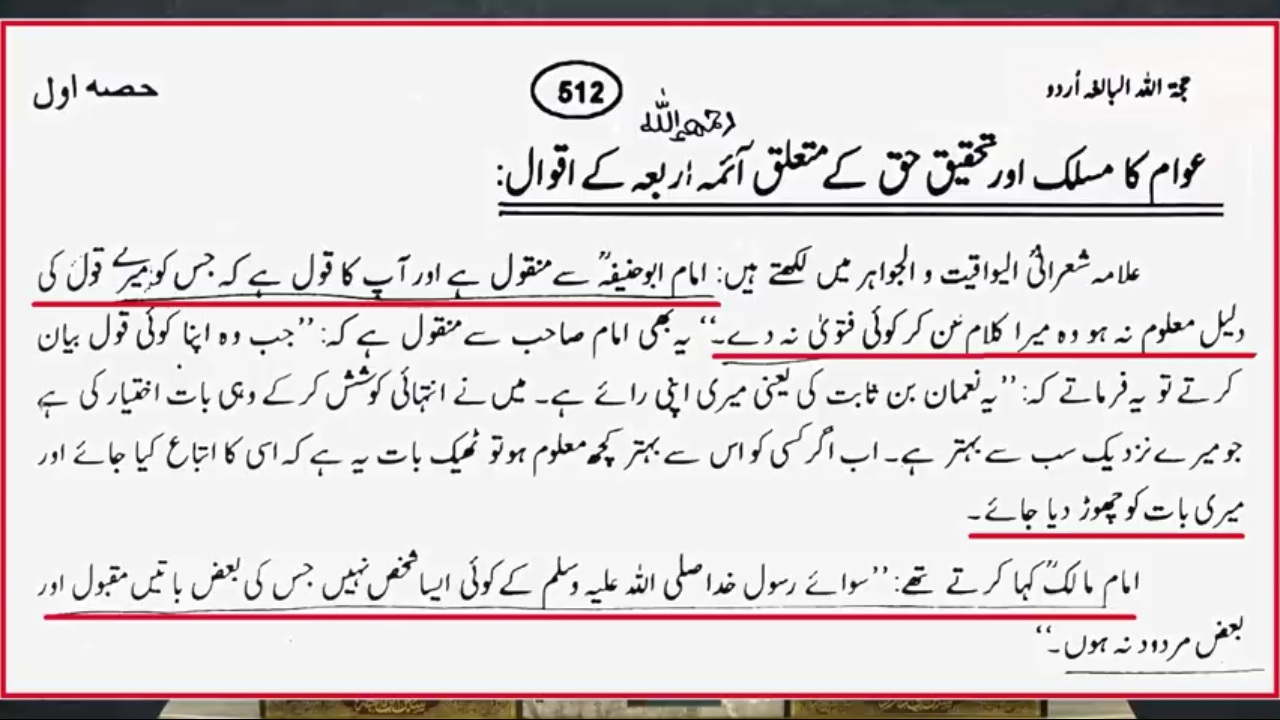 حجۃ اللہ البالغہ اُردو 512 حصہ اول
رحمھم اللہ
عوام کا مسلک اور تحقیق حق کے متعلق آئمہ اربعہ کے اقوال:
علامہ شعرانیؒ الیواقیت و الجواہر میں لکھتے ہیں: امام ابوحنیفہؒ سے منقول ہے اور آپ کا قول ہے کہ جس کو میرے قول کی
دلیل معلوم نہ ہو وہ میرا کلام سن کر کوئی فتویٰ نہ دے۔‘‘ یہ بھی امام صاحب سے منقول ہے کہ: ’’جب وہ اپنا کوئی قول بیان
کرتے تو یہ فرماتے کہ: ’’یہ نعمان بن ثابت کی یعنی میری اپنی رائے ہے۔ میں نے انتہائی کوشش کرکے وہی بات اختیار کی ہے
جو میرے نزدیک سب سے بہتر ہے۔ اب اگر کسی کو اس سے بہتر کچھ معلوم ہو تو ٹھیک بات یہ ہے کہ اسی کا اتباع کیا جائے اور
میری بات کو چھوڑ دیا جائے۔
امام مالکؒ کہا کرتے تھے: ’’سوائے رسول خدا صلی اللہ علیہ وسلم کے کوئی ایسا شخص نہیں جس کی بعض باتیں مقبول اور
بعض مردود نہ ہوں۔‘‘